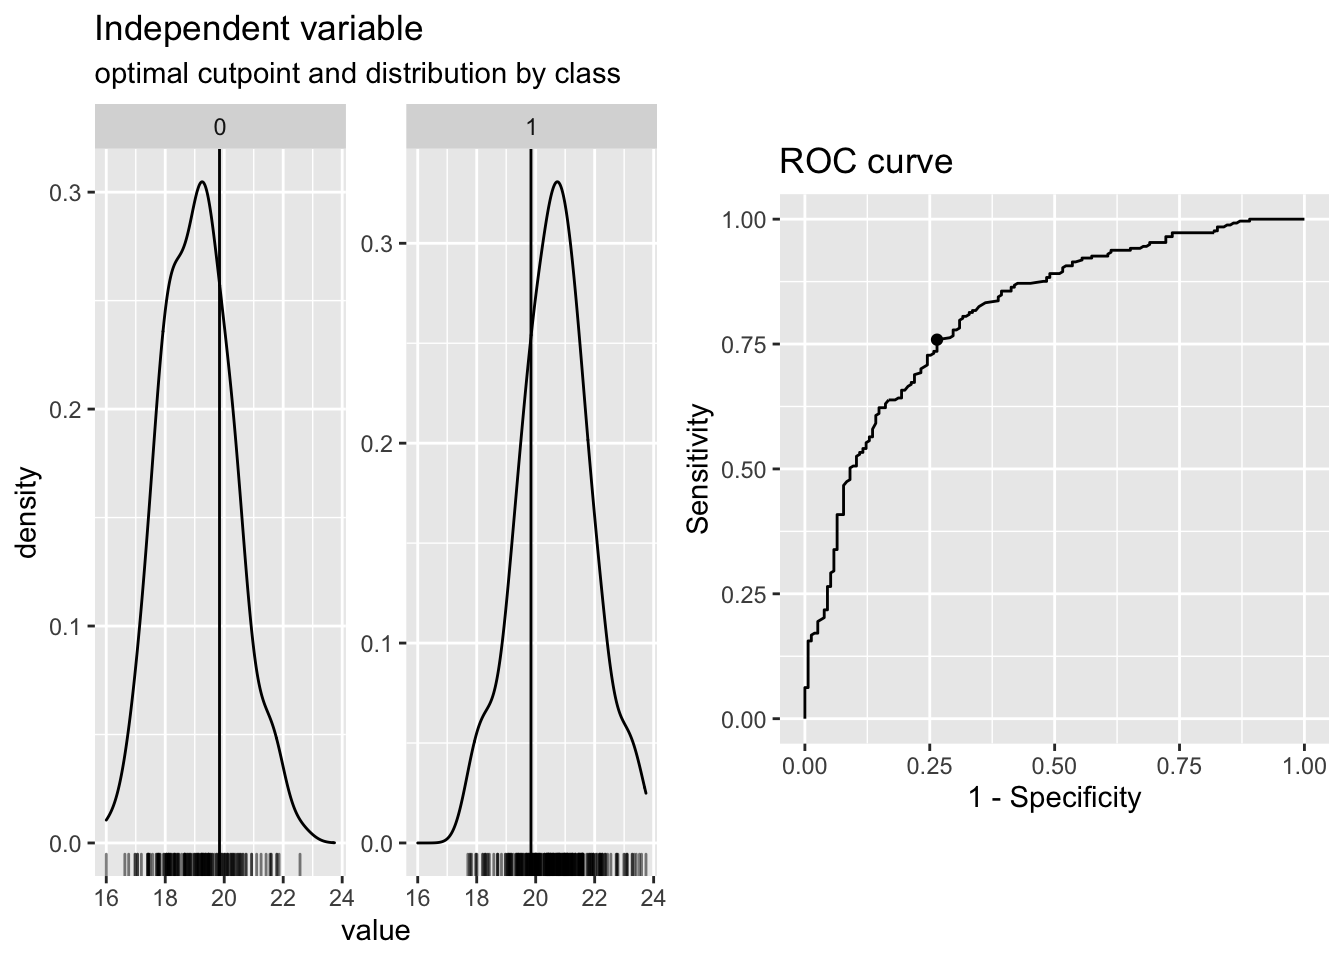 Independent variable
optimal cutpoint and distribution by class
0
1
0.3
0.2
0.1
0.0
0.3
0.2
0.1
0.0
density
16 18 20 22 24
16 18 20 22 24
value
ROC curve
1.00
0.75
0.50
0.25
0.00
Sensitivity
0.00 0.25 0.50 0.75 1.00
1 - Specificity